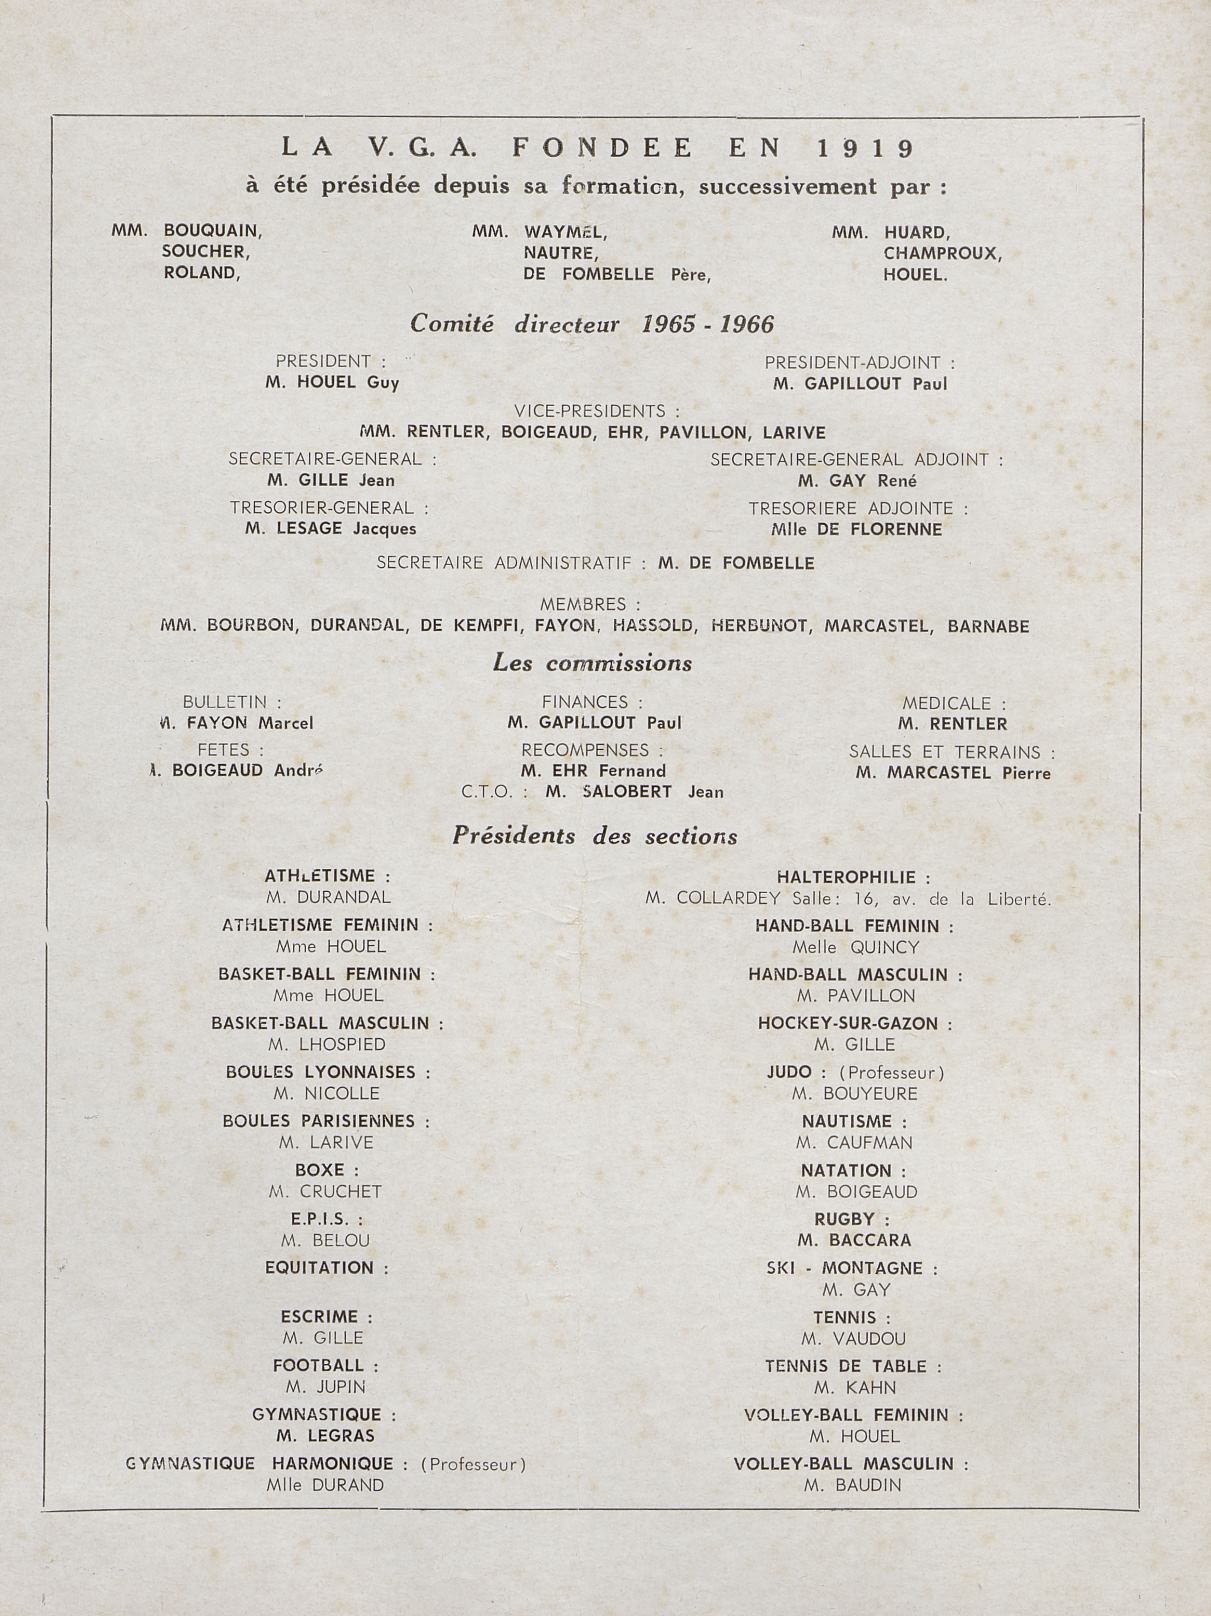 LA V.G.A. FONDEE EN 1919
à été présidée depuis sa formation, successivement par :
MM. BOUQUAIN,
SOUCHER,
ROLAND,
MM. WAYMEL,
NAUTRE,
DE FOMBELLE Père,
MM. HUARD,
CHAMPROUX,
HOUEL.
Comité directeur 1965 - 1966
PRESIDENT :
M. HOUEL Guy
PRESIDENT-ADJOINT :
M. GAPILLOUT Paul
VICE-PRESIDENTS :
MM. RENTLER, BOIGEAUD, EHR, PAVILLON, LARIVE
SECRETAIRE-GENERAL :
M. GILLE Jean
SECRETAIRE-GENERAL ADJOINT :
M. GAY René
TRESORIER-GENERAL :
M. LESAGE Jacques
TRESORIERE ADJOINTE :
Mlle DE FLORENNE
SECRETAIRE ADMINISTRATIF : M. DE FOMBELLE
MEMBRES :
MM. BOURBON, DURANDAL, DE KEMPFI, FAYON, HASSOLD, HERBUNOT, MARCASTEL, BARNABE
Les commissions
BULLETIN :
M. FAYON Marcel
FINANCES :
M. GAPILLOUT Paul
MEDICALE :
M. RENTLER
FETES :
M. BOIGEAUD André
RECOMPENSES :
M. EHR Fernand
SALLES ET TERRAINS :
M. MARCASTEL Pierre
C.T.O. : M. SALOBERT Jean
Présidents des sections
ATHLETISME :
M. DURANDAL
ATHLETISME FEMININ :
Mme HOUEL
BASKET-BALL FEMININ :
Mme HOUEL
BASKET-BALL MASCULIN :
M. LHOSPIED
BOULES LYONNAISES :
M. NICOLLE
BOULES PARISIENNES :
M. LARIVE
BOXE :
M. CRUCHET
E.P.I.S. :
M. BELOU
EQUITATION :
ESCRIME :
M. GILLE
FOOTBALL :
M. JUPIN
GYMNASTIQUE :
M. LEGRAS
GYMNASTIQUE HARMONIQUE : (Professeur)
Mlle DURAND
HALTEROPHILIE :
M. COLLARDEY Salle: 16, av. de la Liberté.
HAND-BALL FEMININ :
Melle QUINCY
HAND-BALL MASCULIN :
M. PAVILLON
HOCKEY-SUR-GAZON :
M. GILLE
JUDO : (Professeur)
M. BOUYEURE
NAUTISME :
M. CAUFMAN
NATATION :
M. BOIGEAUD
RUGBY :
M. BACCARA
SKI - MONTAGNE :
M. GAY
TENNIS :
M. VAUDOU
TENNIS DE TABLE :
M. KAHN
VOLLEY-BALL FEMININ :
M. HOUEL
VOLLEY-BALL MASCULIN :
M. BAUDIN